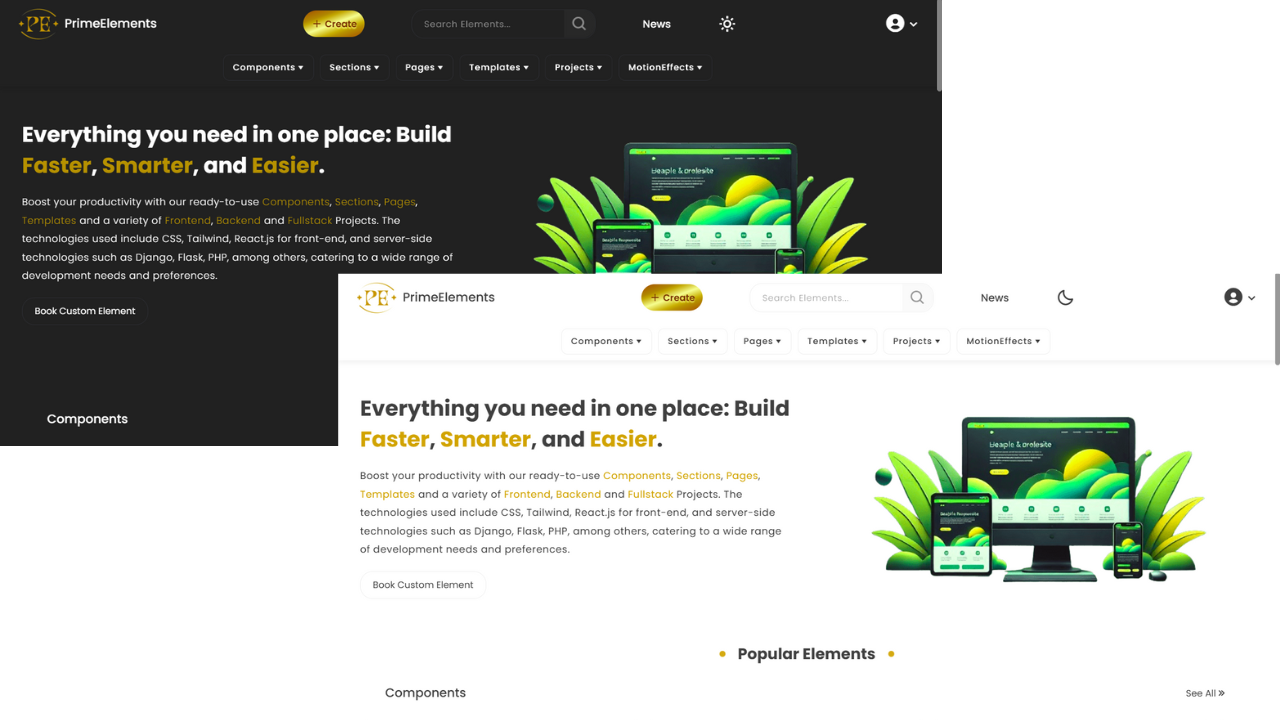 PE PrimeElements
+ Create
Search Elements...
News
Components ▾ Sections ▾ Pages ▾ Templates ▾ Projects ▾ MotionEffects ▾
Everything you need in one place: Build
Faster, Smarter, and Easier.
Boost your productivity with our ready-to-use Components, Sections, Pages,
Templates and a variety of Frontend, Backend and Fullstack Projects. The
technologies used include CSS, Tailwind, React.js for front-end, and server-side
technologies such as Django, Flask, PHP, among others, catering to a wide range of
development needs and preferences.
Book Custom Element
Components
PE PrimeElements
+ Create
Search Elements...
News
Components ▾ Sections ▾ Pages ▾ Templates ▾ Projects ▾ MotionEffects ▾
Everything you need in one place: Build
Faster, Smarter, and Easier.
Boost your productivity with our ready-to-use Components, Sections, Pages,
Templates and a variety of Frontend, Backend and Fullstack Projects. The
technologies used include CSS, Tailwind, React.js for front-end, and server-side
technologies such as Django, Flask, PHP, among others, catering to a wide range
of development needs and preferences.
Book Custom Element
Popular Elements
Components
See All »